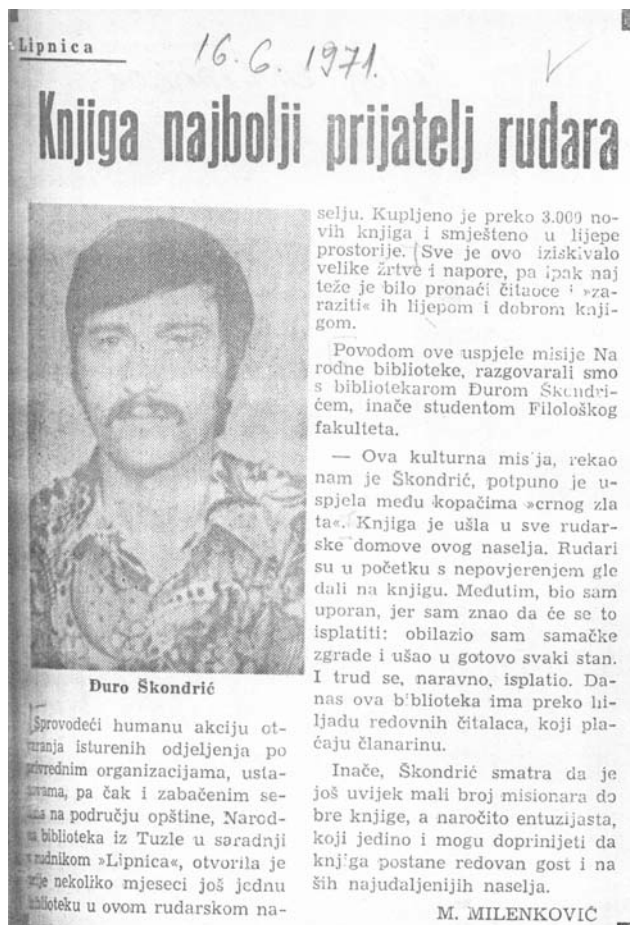 Lipnica
16.6.1971.
Knjiga najbolji prijatelj rudara
Đuro Škondrić
Sprovodeći humanu akciju ot-
varanja isturenih odjeljenja po
privrednim organizacijama, usta-
novama, pa čak i zabačenim se-
na području opštine, Narod-
biblioteka iz Tuzle u saradnji
rudnikom »Lipnica«, otvorila je
prije nekoliko mjeseci još jednu
biblioteku u ovom rudarskom na-
selju. Kupljeno je preko 3.000 no-
vih knjiga i smješteno u lijepe
prostorije. Sve je ovo iziskivalo
velike žrtve i napore, pa ipak naj
teže je bilo pronaći čitaoce i »za-
raziti« ih lijepom i dobrom knji-
gom.
Povodom ove uspjele misije Na
rodne biblioteke, razgovarali smo
s bibliotekarom Đurom Škondri-
ćem, inače studentom Filološkog
fakulteta.
— Ova kulturna misija, rekao
nam je Škondrić, potpuno je u-
spjela među kopačima »crnog zla
ta«. Knjiga je ušla u sve rudar-
ske domove ovog naselja. Rudari
su u početku s nepovjerenjem gle
dali na knjigu. Međutim, bio sam
uporan, jer sam znao da će se to
isplatiti: obilazio sam samačke
zgrade i ušao u gotovo svaki stan.
I trud se, naravno, isplatio. Da-
nas ova biblioteka ima preko hi-
ljadu redovnih čitalaca, koji pla-
ćaju članarinu.
Inače, Škondrić smatra da je
još uvijek mali broj misionara do
bre knjige, a naročito entuzijasta,
koji jedino i mogu doprinijeti da
knjiga postane redovan gost i na
ših najudaljenijih naselja.
M. MILENKOVIĆ